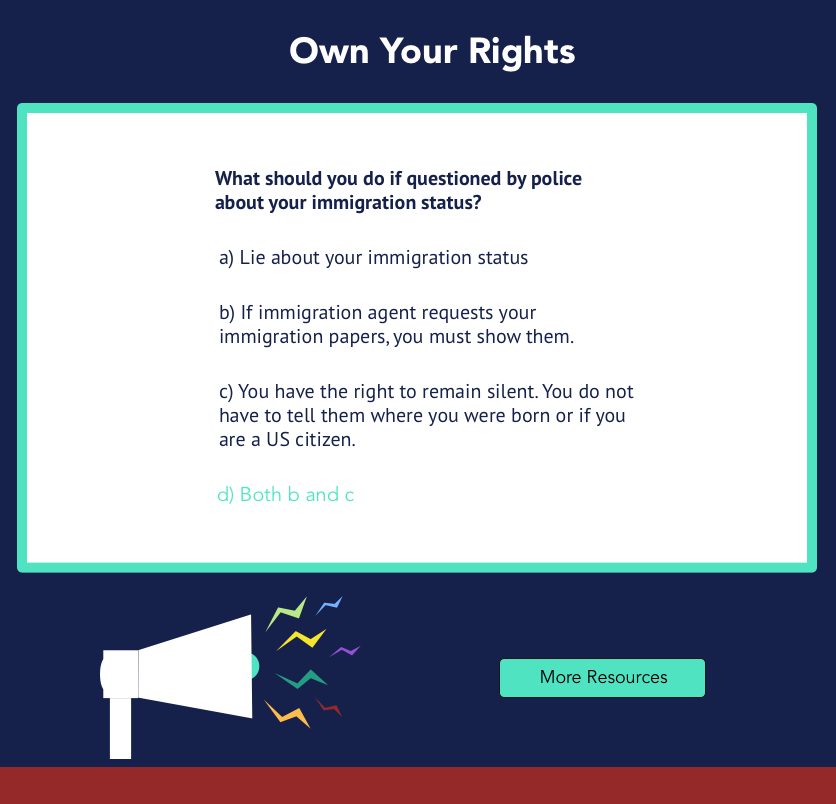 Own Your Rights
What should you do if questioned by police
about your immigration status?
a) Lie about your immigration status
b) If immigration agent requests your
immigration papers, you must show them.
c) You have the right to remain silent. You do not
have to tell them where you were born or if you
are a US citizen.
d) Both b and c
More Resources